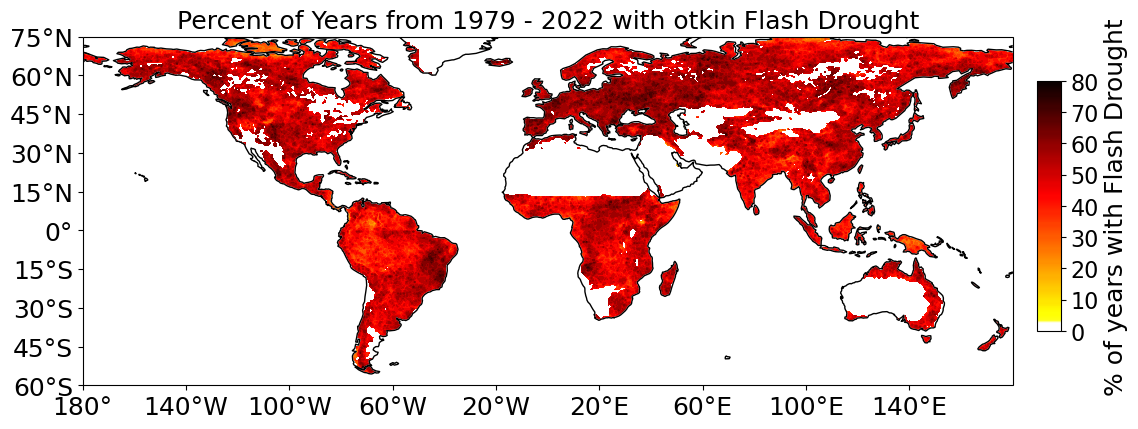 Percent of Years from 1979 - 2022 with otkin Flash Drought
75°N
60°N
45°N
30°N
15°N
0°
15°S
30°S
45°S
60°S
180°
140°W
100°W
60°W
20°W
20°E
60°E
100°E
140°E
80
70
60
50
40
30
20
10
0
% of years with Flash Drought